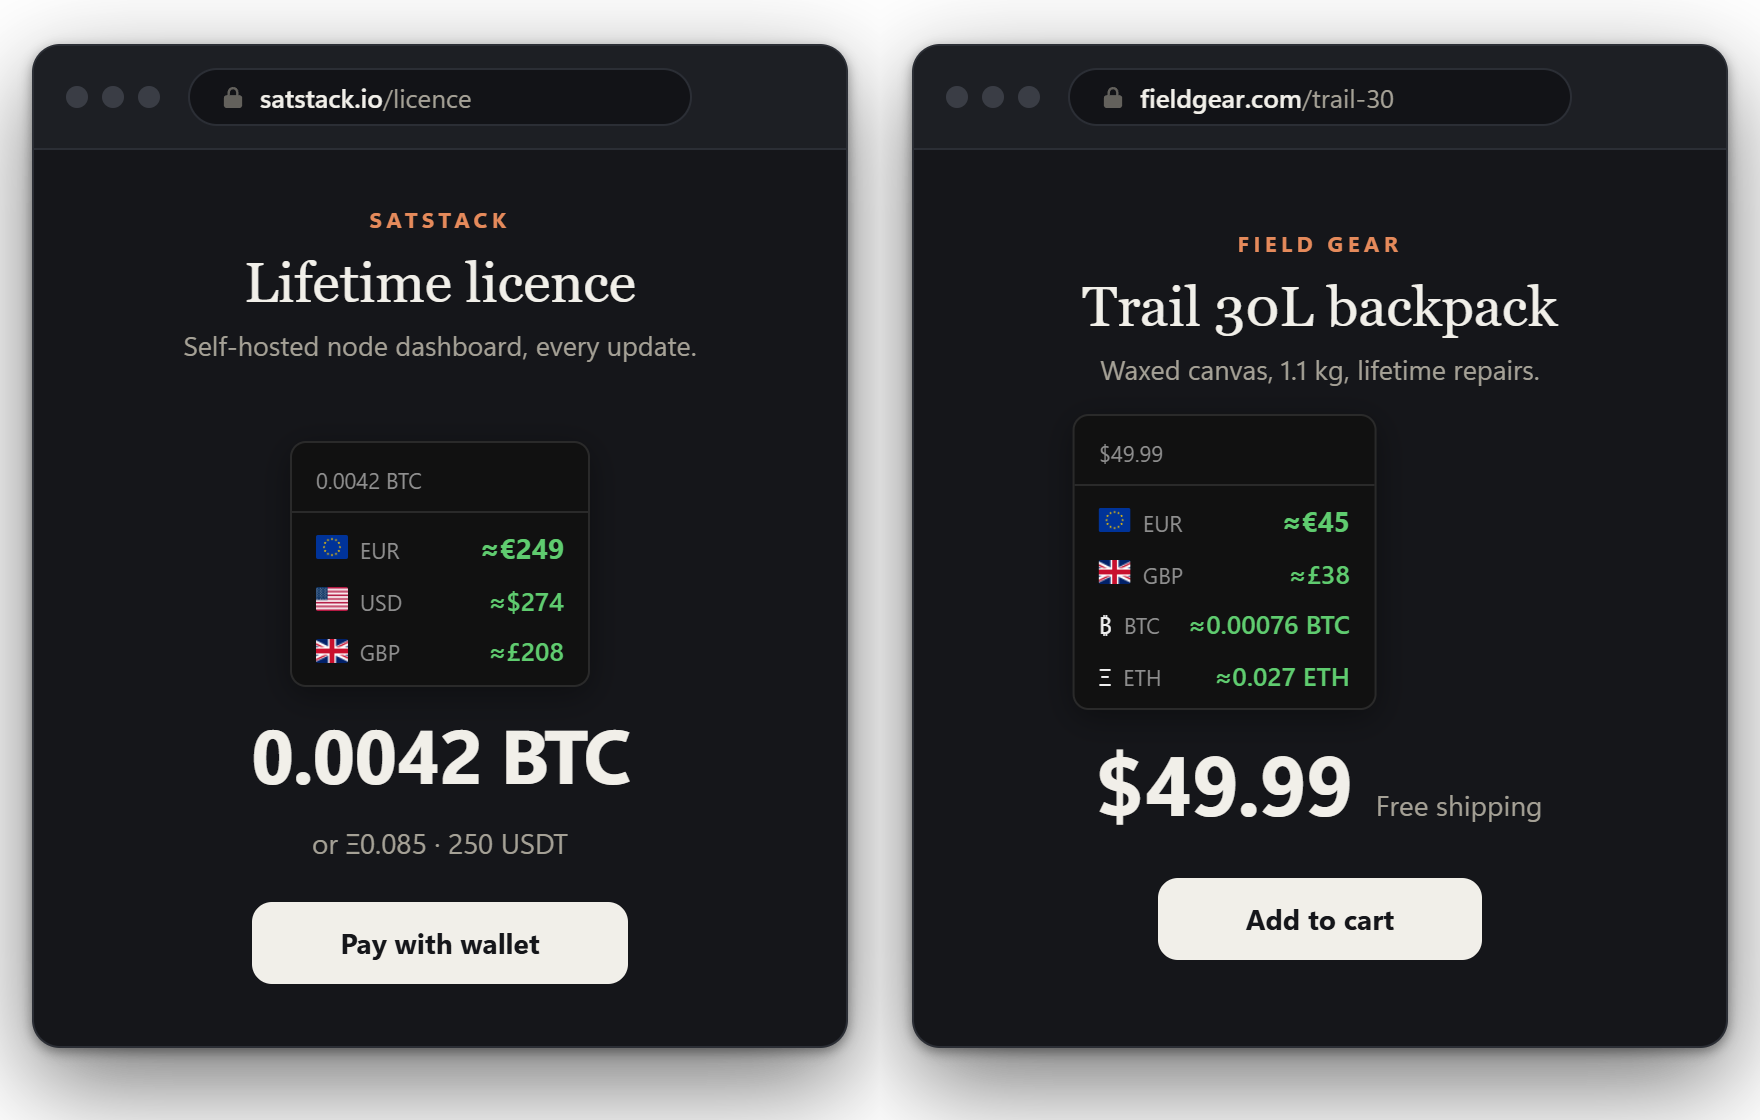 satstack.io/licence
SATSTACK
Lifetime licence
Self-hosted node dashboard, every update.
0.0042 BTC
EUR ≈€249
USD ≈$274
GBP ≈£208
0.0042 BTC
or Ξ0.085 · 250 USDT
Pay with wallet
fieldgear.com/trail-30
FIELD GEAR
Trail 30L backpack
Waxed canvas, 1.1 kg, lifetime repairs.
$49.99
EUR ≈€45
GBP ≈£38
₿ BTC ≈0.00076 BTC
Ξ ETH ≈0.027 ETH
$49.99 Free shipping
Add to cart